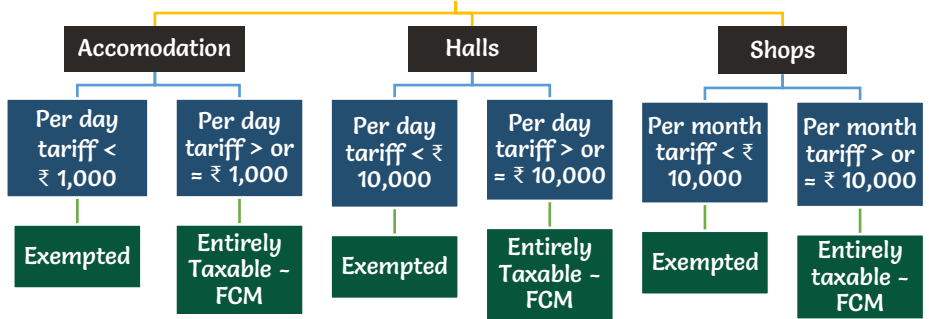 Accomodation
Halls
Shops
Per day
tariff <
₹ 1,000
Per day
tariff > or
= ₹ 1,000
Per day
tariff < ₹
10,000
Per day
tariff > or
= ₹ 10,000
Per month
tariff < ₹
10,000
Per month
tariff > or
= ₹ 10,000
Exempted
Entirely
Taxable -
FCM
Exempted
Entirely
Taxable -
FCM
Exempted
Entirely
taxable -
FCM